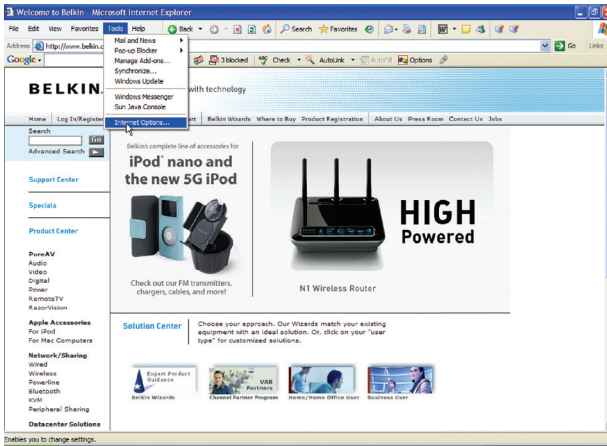 Welcome to Belkin - Microsoft Internet Explorer
File Edit View Favorites Tools Help Back Search Favorites
Address http://www.belkin.c Go Links
Google 3 blocked Check AutoLink AutoFill Options
Mail and News
Pop-up Blocker
Manage Add-ons...
Synchronize...
Windows Update
Windows Messenger
Sun Java Console
Internet Options...
BELKIN. with technology
Home Log In/Register rt Belkin Wizards Where to Buy Product Registration About Us Press Room Contact Us Jobs
Search
Go
Advanced Search
Support Center
Specials
Product Center
PureAV
Audio
Video
Digital
Power
RemoteTV
RazorVision
Apple Accessories
For iPod
For Mac Computers
Network/Sharing
Wired
Wireless
Powerline
Bluetooth
KVM
Peripheral Sharing
Datacenter Solutions
Belkin's complete line of accessories for
iPod® nano and
the new 5G iPod
Check out our FM transmitters,
chargers, cables, and more!
HIGH
Powered
N1 Wireless Router
Solution Center
Choose your approach. Our Wizards match your existing
equipment with an ideal solution. Or, click on your "user
type" for customized solutions.
Expert Product
Guidance
Belkin Wizards
VAR
Partners
Channel Partner Program
Home/Home Office User
Business User
Enables you to change settings.